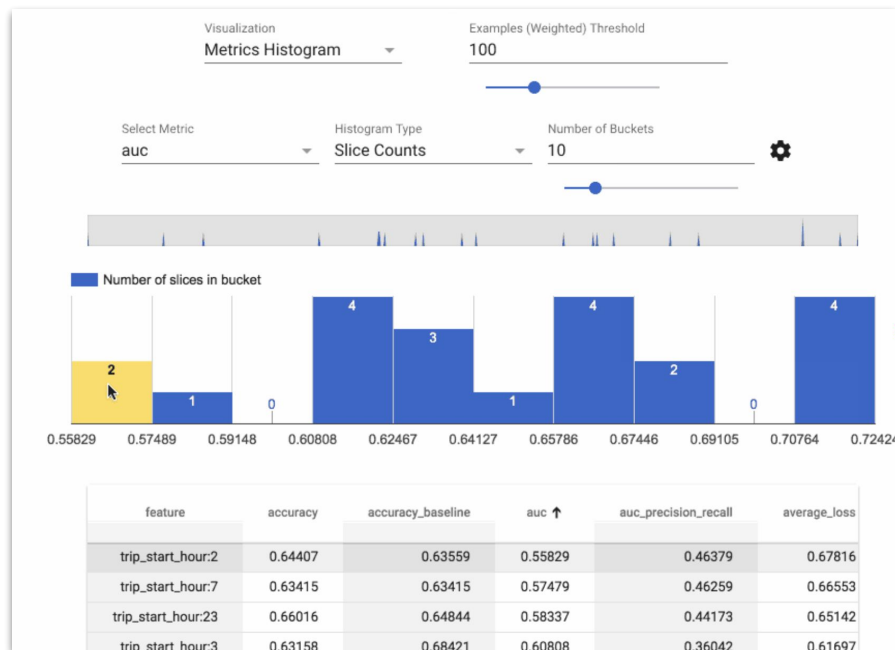 Visualization Examples (Weighted) Threshold
Metrics Histogram 100
Select Metric Histogram Type Number of Buckets
auc Slice Counts 10
Number of slices in bucket
4 4 4
3
2 2
1 1
0 0
0.55829 0.57489 0.59148 0.60808 0.62467 0.64127 0.65786 0.67446 0.69105 0.70764 0.72424
feature accuracy accuracy_baseline auc ↑ auc_precision_recall average_loss
trip_start_hour:2 0.64407 0.63559 0.55829 0.46379 0.67816
trip_start_hour:7 0.63415 0.63415 0.57479 0.46259 0.66553
trip_start_hour:23 0.66016 0.64844 0.58337 0.44173 0.65142
trip_start_hour:3 0.63158 0.68421 0.60808 0.36042 0.61697